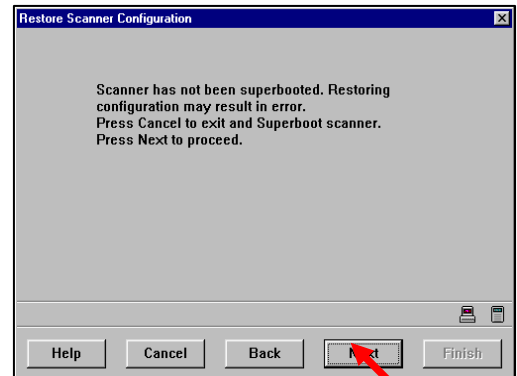 Restore Scanner Configuration
Scanner has not been superbooted. Restoring
configuration may result in error.
Press Cancel to exit and Superboot scanner.
Press Next to proceed.
Help Cancel Back Next Finish